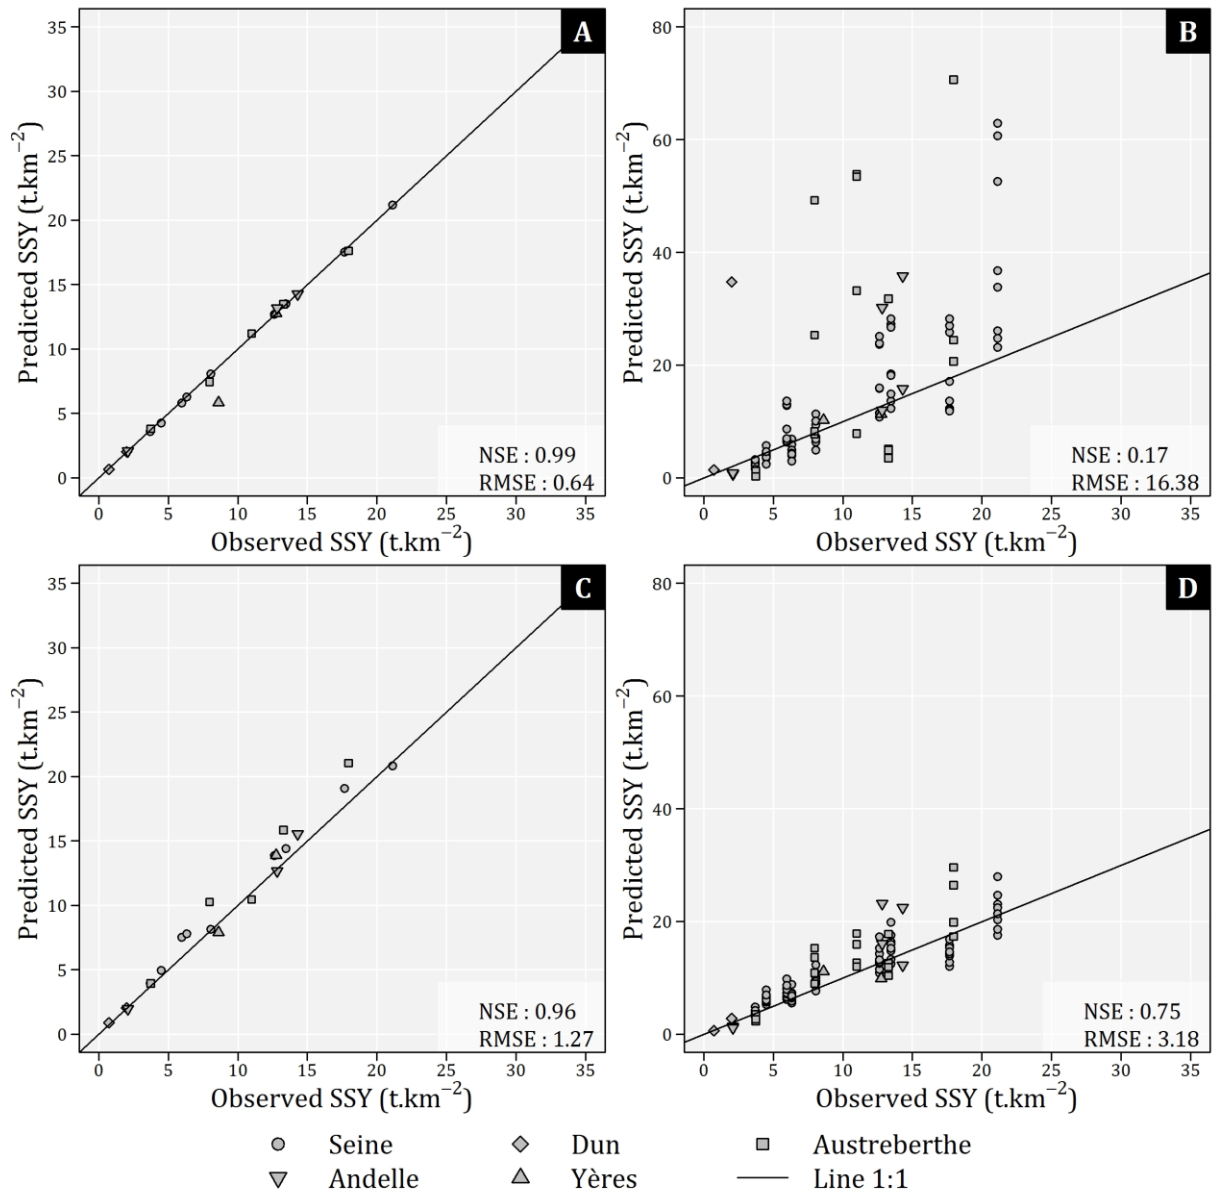 A
35
30
25
20
15
10
5
0
Predicted SSY (t.km−2)
NSE : 0.99
RMSE : 0.64
0 5 10 15 20 25 30 35
Observed SSY (t.km−2)
B
80
60
40
20
0
Predicted SSY (t.km−2)
NSE : 0.17
RMSE : 16.38
0 5 10 15 20 25 30 35
Observed SSY (t.km−2)
C
35
30
25
20
15
10
5
0
Predicted SSY (t.km−2)
NSE : 0.96
RMSE : 1.27
0 5 10 15 20 25 30 35
Observed SSY (t.km−2)
D
80
60
40
20
0
Predicted SSY (t.km−2)
NSE : 0.75
RMSE : 3.18
0 5 10 15 20 25 30 35
Observed SSY (t.km−2)
Seine Dun Austreberthe
Andelle Yères Line 1:1